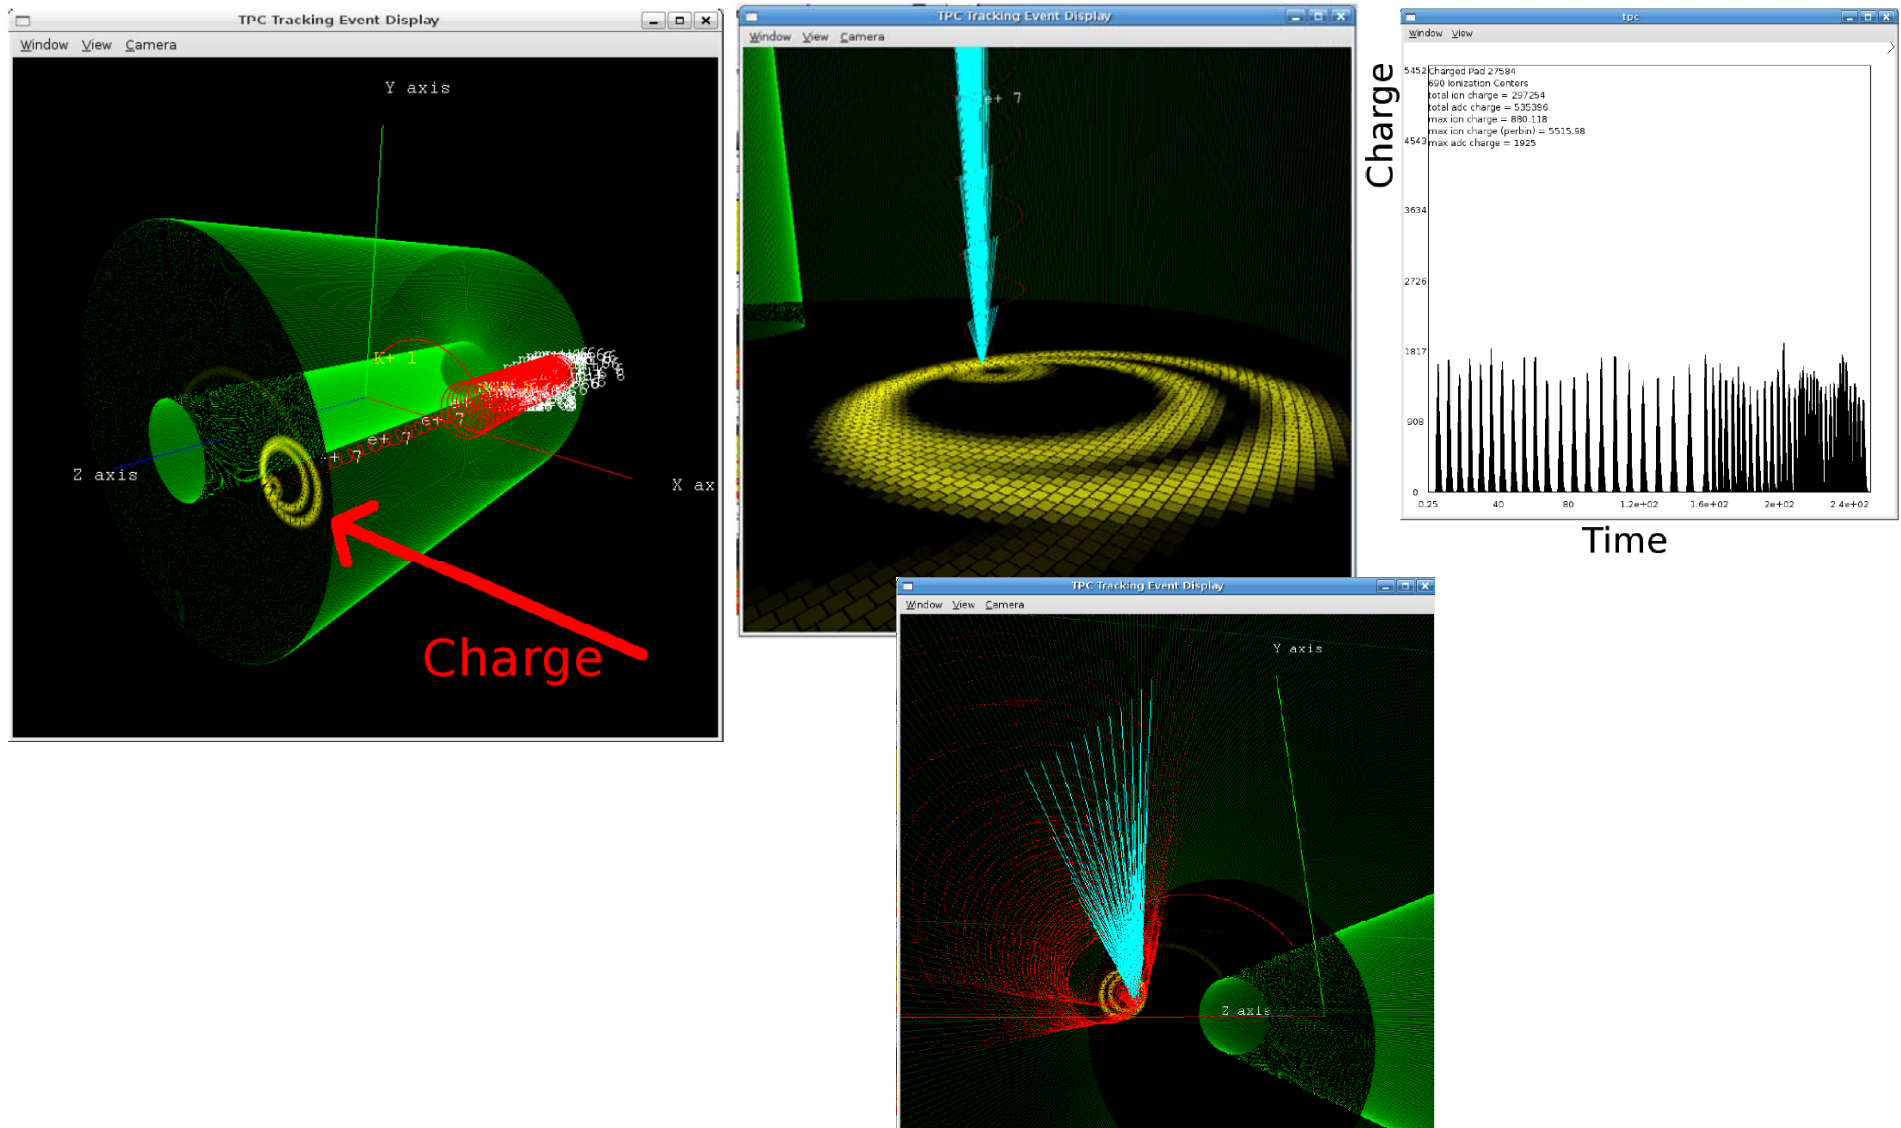 TPC Tracking Event Display
Window View Camera
Y axis
K+ 1
e+ 7
e+ 7
+ 7
Z axis
X ax
Charge
TPC Tracking Event Display
Window View Camera
e+ 7
tpc
Window View
Charge
5452
4543
3634
2726
1817
908
0
Charged Pad 27584
690 Ionization Centers
total ion charge = 297254
total adc charge = 535396
max ion charge = 880.118
max ion charge (perbin) = 5515.98
max adc charge = 1925
0.25 40 80 1.2e+02 1.6e+02 2e+02 2.4e+02
Time
TPC Tracking Event Display
Window View Camera
Y axis
Z axis